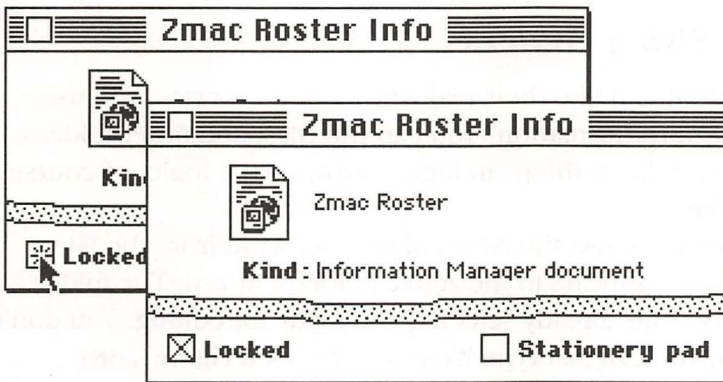 Zmac Roster Info
Kin
Locked
Zmac Roster Info
Zmac Roster
Kind : Information Manager document
Locked
Stationery pad